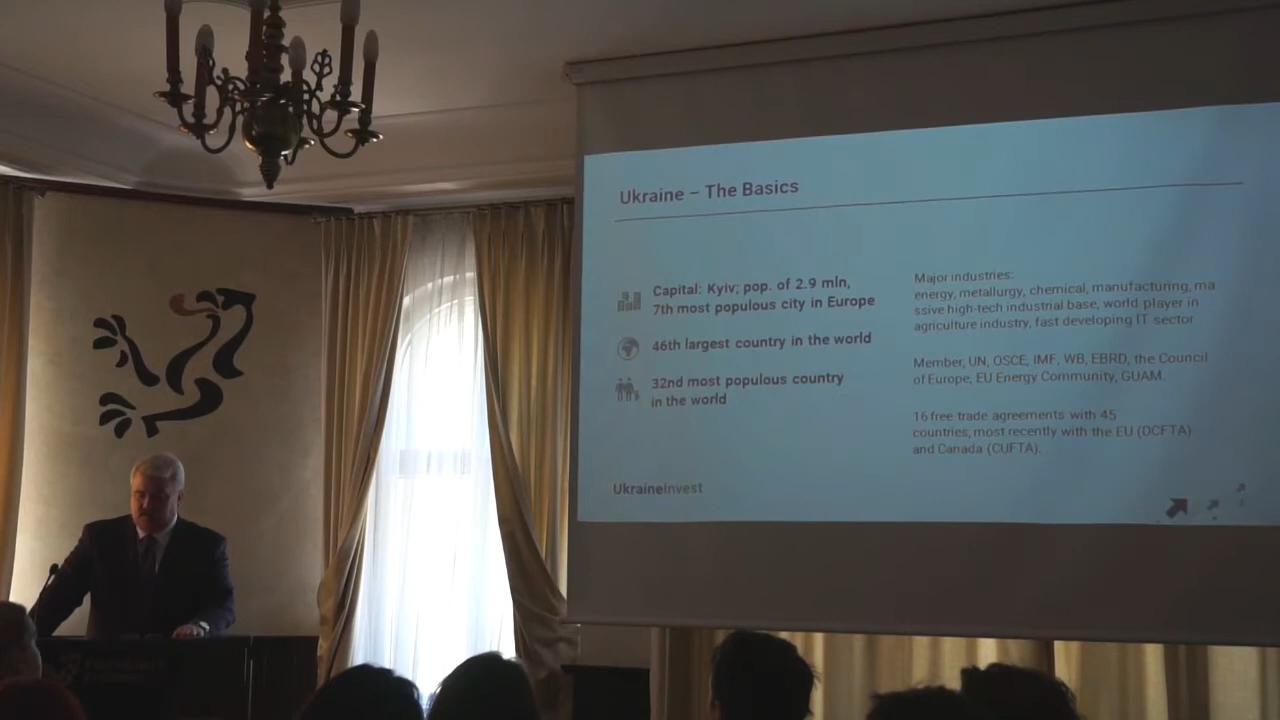 Ukraine – The Basics
Capital: Kyiv; pop. of 2.9 mln,
7th most populous city in Europe
46th largest country in the world
32nd most populous country
in the world
Major industries:
energy, metallurgy, chemical, manufacturing, ma
ssive high-tech industrial base, world player in
agriculture industry, fast developing IT sector
Member, UN, OSCE, IMF, WB, EBRD, the Council
of Europe, EU Energy Community, GUAM.
16 free trade agreements with 45
countries, most recently with the EU (DCFTA)
and Canada (CUFTA).
UkraineInvest